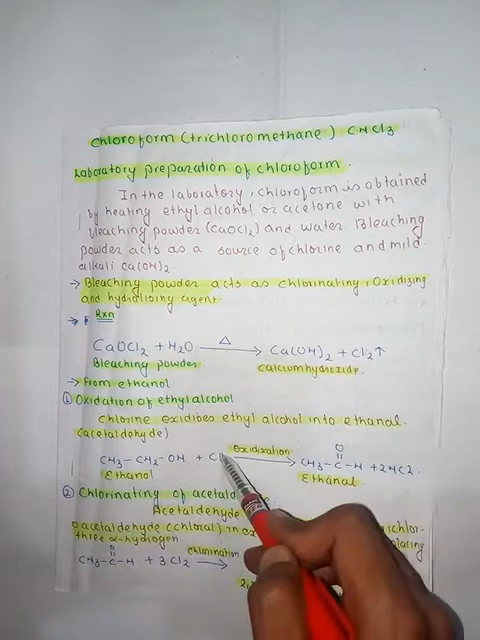 Chloroform (trichloromethane) CHCl3
Laboratory preparation of chloroform.
In the laboratory, chloroform is obtained
by heating ethyl alcohol or acetone with
bleaching powder (CaOCl2) and water. Bleaching
powder acts as a source of chlorine and mild.
alkali Ca(OH)2
→ Bleaching powder acts as chlorinating, Oxidizing
and hydrolising agent.
→ Rxn
CaOCl2 + H2O —Δ→ Ca(OH)2 + Cl2↑
Bleaching powder. Calcium hydroxide.
→ From ethanol
① Oxidation of ethyl alcohol
Chlorine oxidises ethyl alcohol into ethanal.
(acetaldehyde)
CH3-CH2-OH + Cl Oxidization → CH3-C-H + 2HCl.
O
Ethanol Ethanal
② Chlorinating of
Acetaldehyde
acetaldehyde (chloral) in
three α-hydrogen.
O
CH3-C-H + 3Cl2 Chlorination →